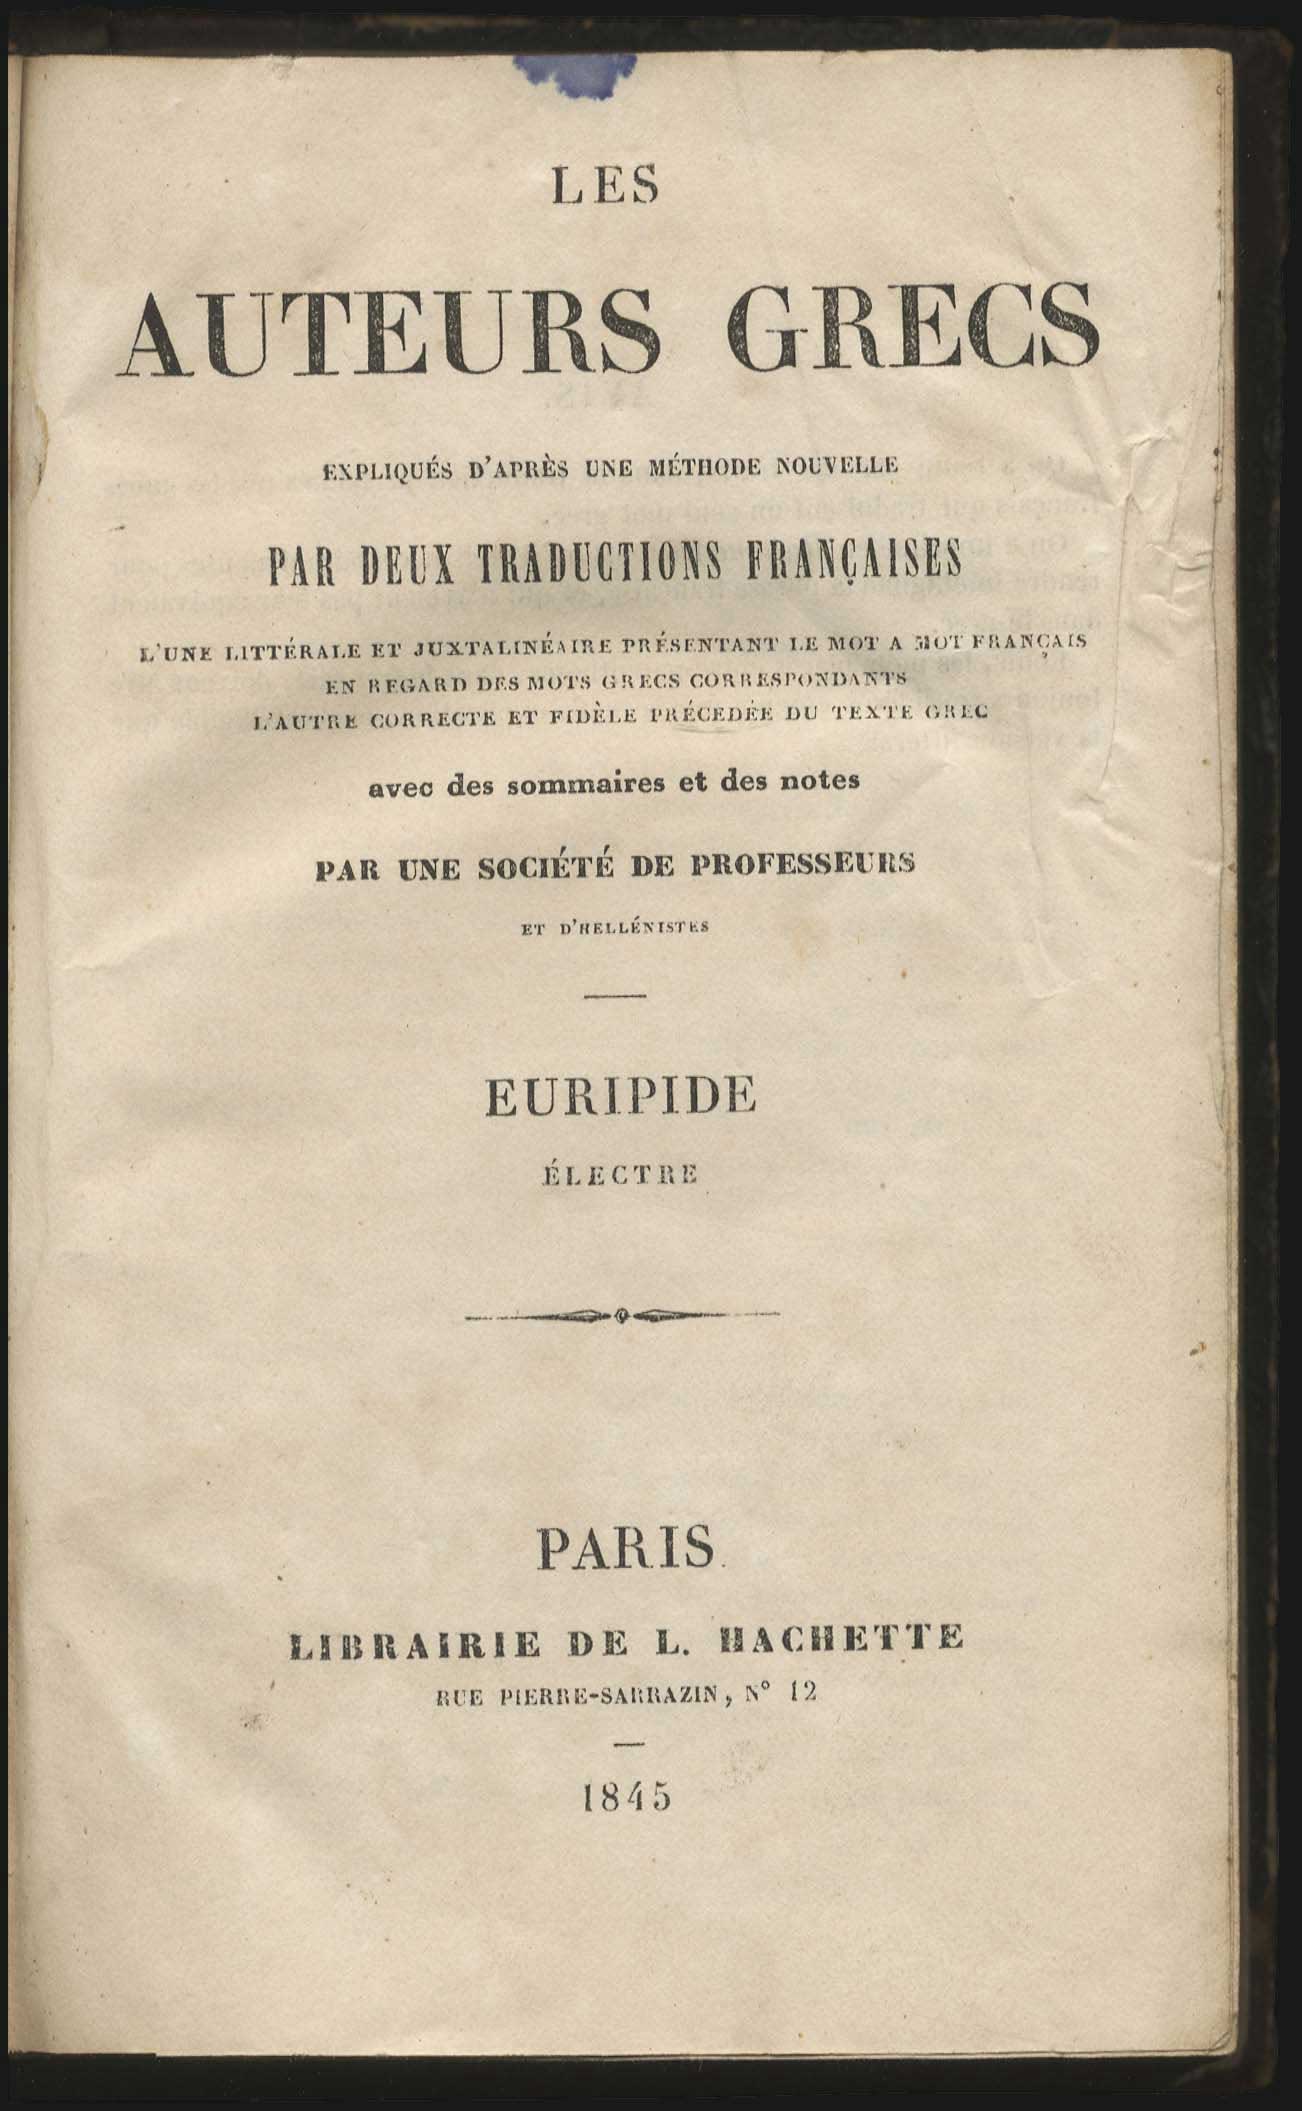 LES
AUTEURS GRECS
EXPLIQUÉS D'APRÈS UNE MÉTHODE NOUVELLE
PAR DEUX TRADUCTIONS FRANÇAISES
L'UNE LITTÉRALE ET JUXTALINÉAIRE PRÉSENTANT LE MOT A MOT FRANÇAIS
EN REGARD DES MOTS GRECS CORRESPONDANTS
L'AUTRE CORRECTE ET FIDÈLE PRÉCEDÉE DU TEXTE GREC
avec des sommaires et des notes
PAR UNE SOCIÉTÉ DE PROFESSEURS
ET D'HELLÉNISTES
EURIPIDE
ÉLECTRE
PARIS
LIBRAIRIE DE L. HACHETTE
RUE PIERRE-SARRAZIN, N° 12
1845